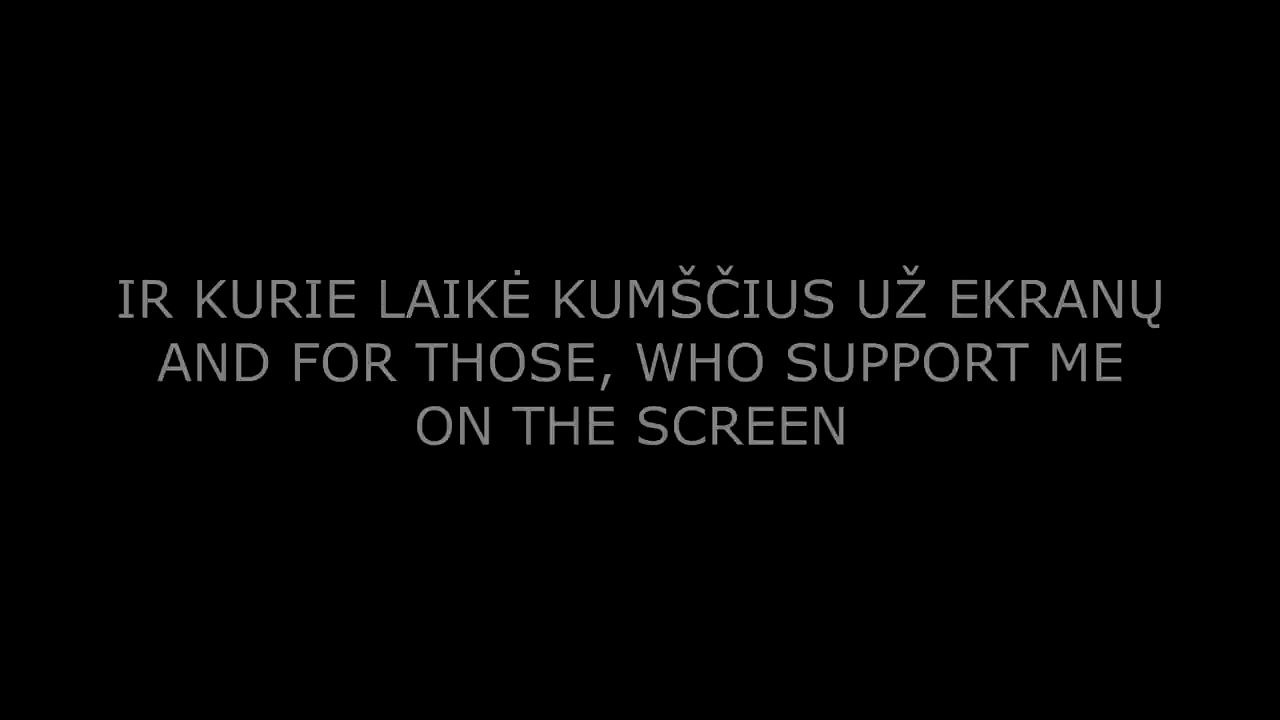 IR KURIE LAIKĖ KUMŠČIUS UŽ EKRANŲ
AND FOR THOSE, WHO SUPPORT ME
ON THE SCREEN